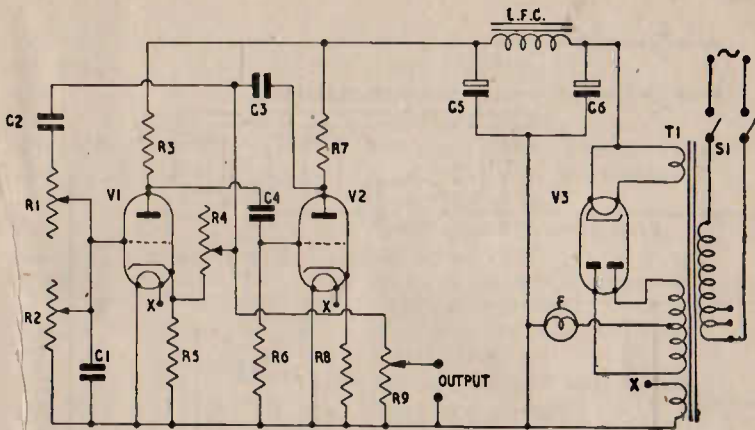 L.F.C.
C2
C3
C5
C6
R3
R7
T1
S1
R1
V1
R4
C4
V2
V3
X
X
F
R2
C1
R5
R6
R8
R9
OUTPUT
X